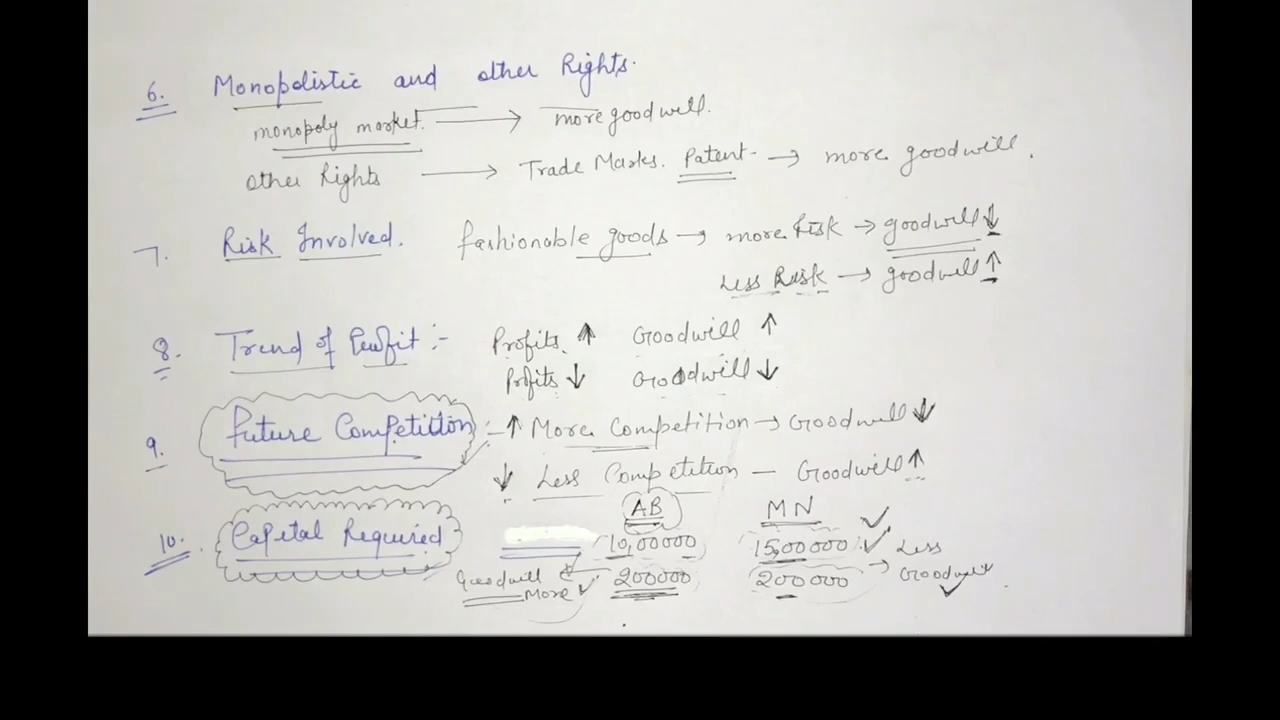 6. Monopolistic and other Rights.
monopoly market. → more goodwill.
other Rights → Trade Marks. Patent → more goodwill.
7. Risk Involved. fashionable goods → more Risk → goodwill ↓
Less Risk → goodwill ↑
8. Trend of Profit :- Profits ↑ Goodwill ↑
Profits ↓ Goodwill ↓
9. future Competition :- ↑ More Competition → Goodwill ↓
↓ Less Competition — Goodwill ↑
AB MN ✓
10. Capital Required 10,00000 15,00000 ✓ Less
Goodwill ← 200000 200000 → Goodwill ✓
More ✓